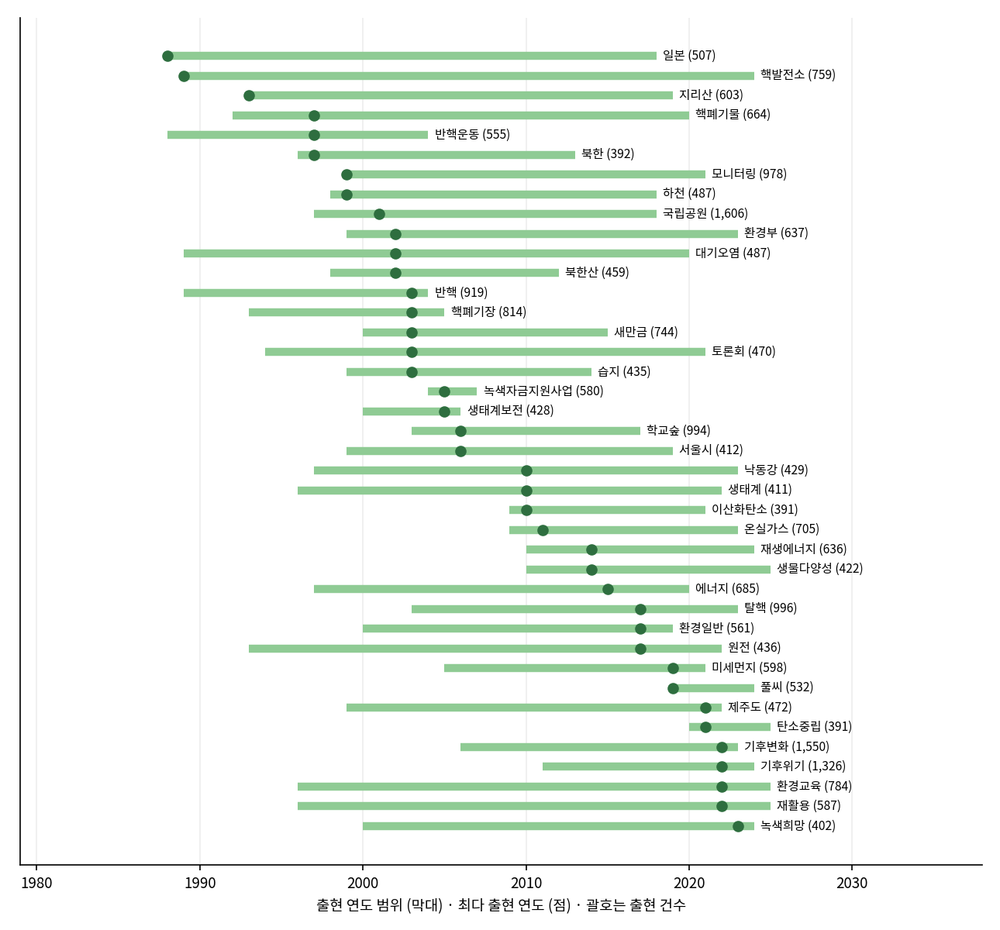 일본 (507)
핵발전소 (759)
지리산 (603)
핵폐기물 (664)
반핵운동 (555)
북한 (392)
모니터링 (978)
하천 (487)
국립공원 (1,606)
환경부 (637)
대기오염 (487)
북한산 (459)
반핵 (919)
핵폐기장 (814)
새만금 (744)
토론회 (470)
습지 (435)
녹색자금지원사업 (580)
생태계보전 (428)
학교숲 (994)
서울시 (412)
낙동강 (429)
생태계 (411)
이산화탄소 (391)
온실가스 (705)
재생에너지 (636)
생물다양성 (422)
에너지 (685)
탈핵 (996)
환경일반 (561)
원전 (436)
미세먼지 (598)
풀씨 (532)
제주도 (472)
탄소중립 (391)
기후변화 (1,550)
기후위기 (1,326)
환경교육 (784)
재활용 (587)
녹색희망 (402)
1980 1990 2000 2010 2020 2030
출현 연도 범위 (막대) · 최다 출현 연도 (점) · 괄호는 출현 건수